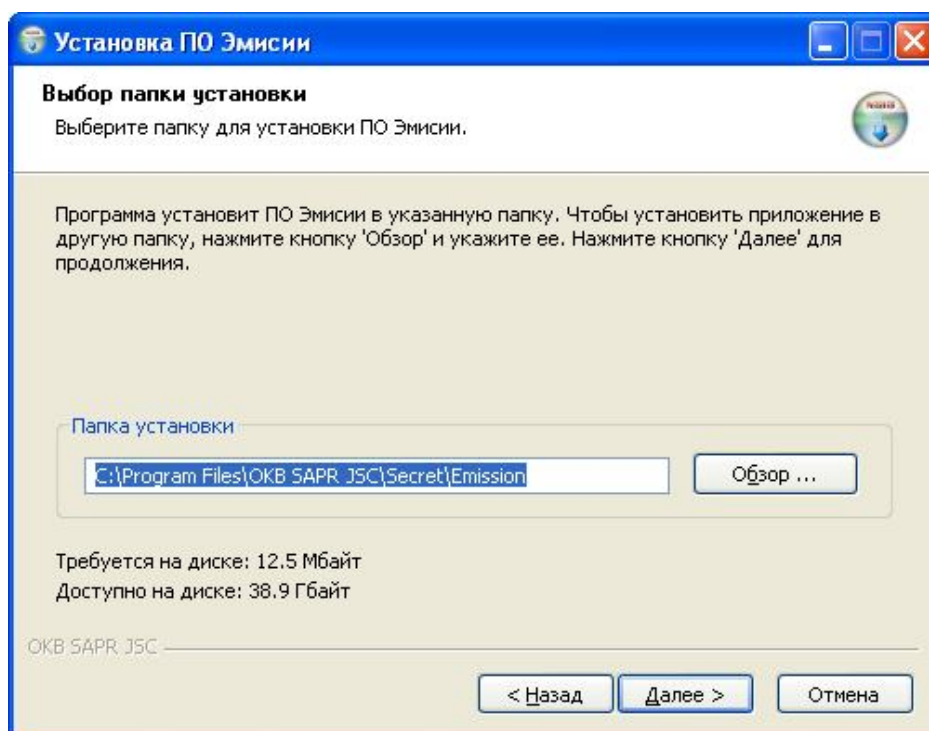 Установка ПО Эмисии
Выбор папки установки
Выберите папку для установки ПО Эмисии.
Программа установит ПО Эмисии в указанную папку. Чтобы установить приложение в
другую папку, нажмите кнопку 'Обзор' и укажите ее. Нажмите кнопку 'Далее' для
продолжения.
Папка установки
C:\Program Files\OKB SAPR JSC\Secret\Emission
Обзор ...
Требуется на диске: 12.5 Мбайт
Доступно на диске: 38.9 Гбайт
OKB SAPR JSC
< Назад Далее > Отмена